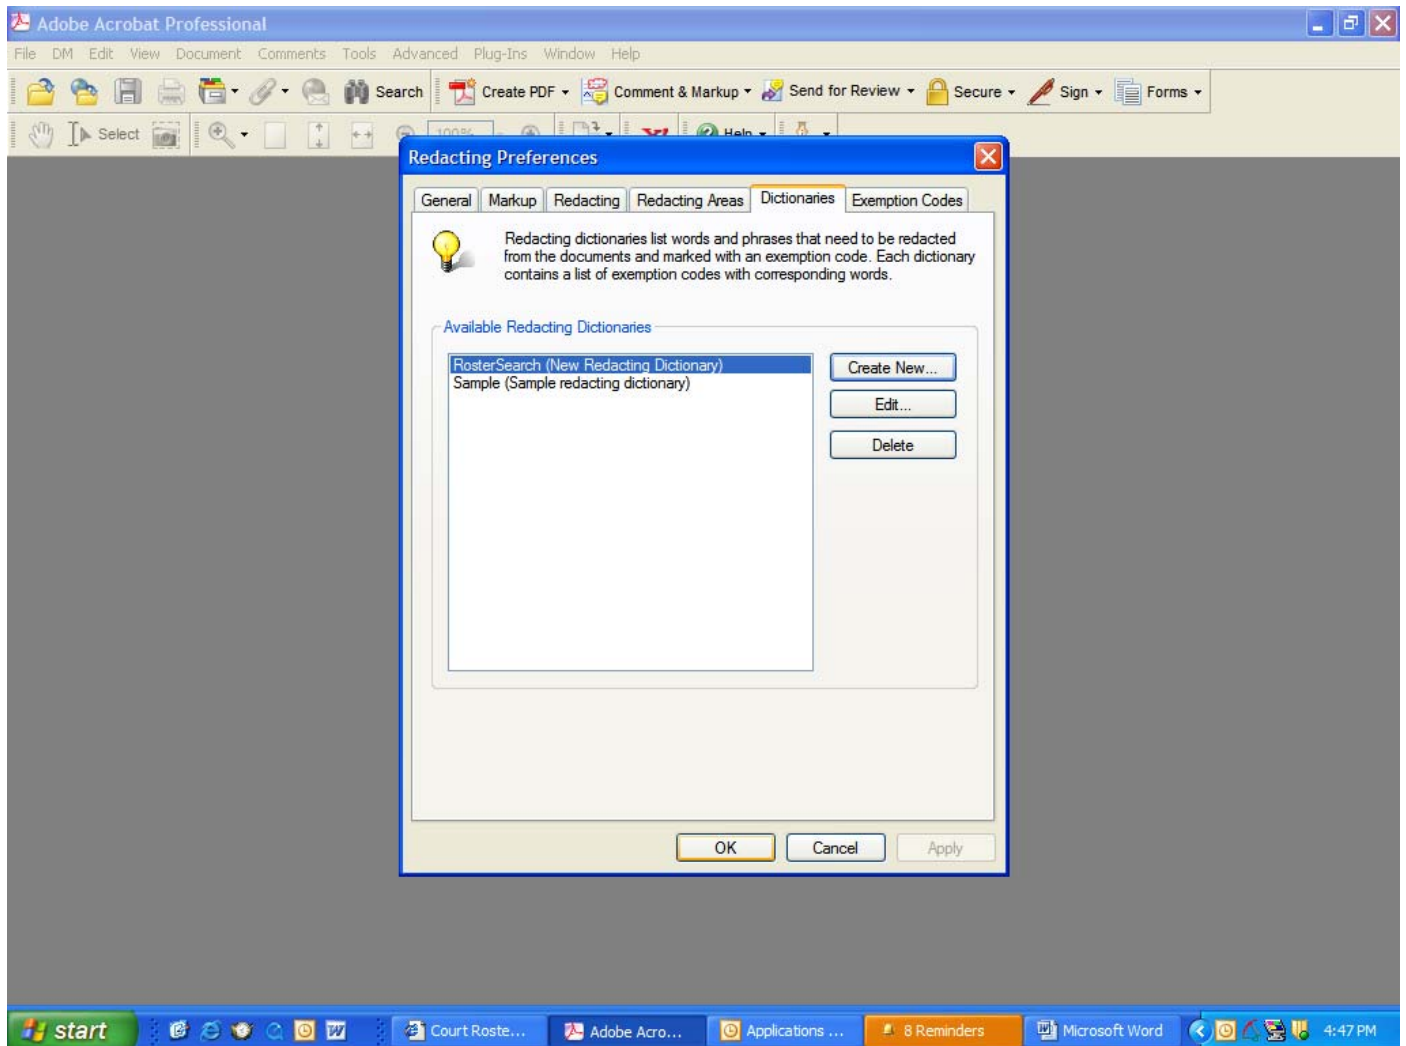 Adobe Acrobat Professional
File DM Edit View Document Comments Tools Advanced Plug-Ins Window Help
Search Create PDF Comment & Markup Send for Review Secure Sign Forms
Select 100% Help
Redacting Preferences
General Markup Redacting Redacting Areas Dictionaries Exemption Codes
Redacting dictionaries list words and phrases that need to be redacted
from the documents and marked with an exemption code. Each dictionary
contains a list of exemption codes with corresponding words.
Available Redacting Dictionaries
RosterSearch (New Redacting Dictionary)
Sample (Sample redacting dictionary)
Create New...
Edit...
Delete
OK Cancel Apply
start Court Roste... Adobe Acro... Applications ... 8 Reminders Microsoft Word 4:47 PM